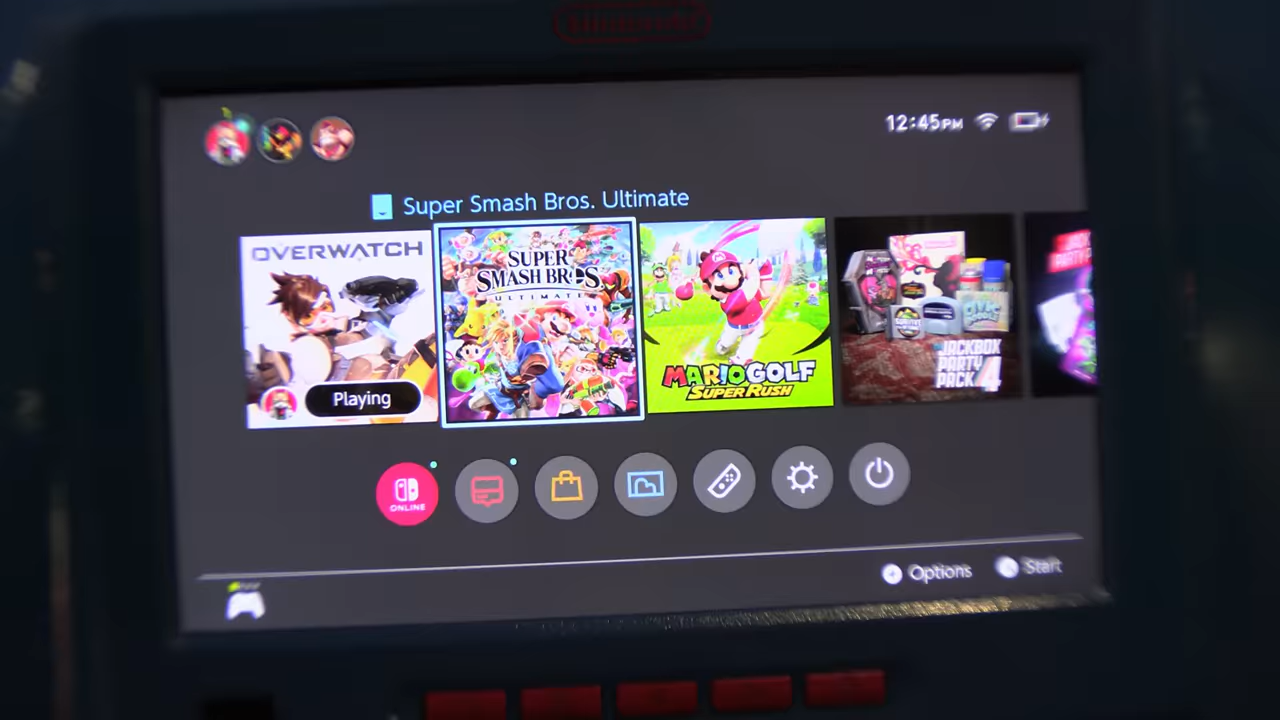 Nintendo
12:45PM
Super Smash Bros. Ultimate
OVERWATCH
Playing
SUPER
SMASH BROS.
ULTIMATE
MARIO GOLF
SUPER RUSH
JACKBOX
PARTY
PACK 4
ONLINE
Options
Start